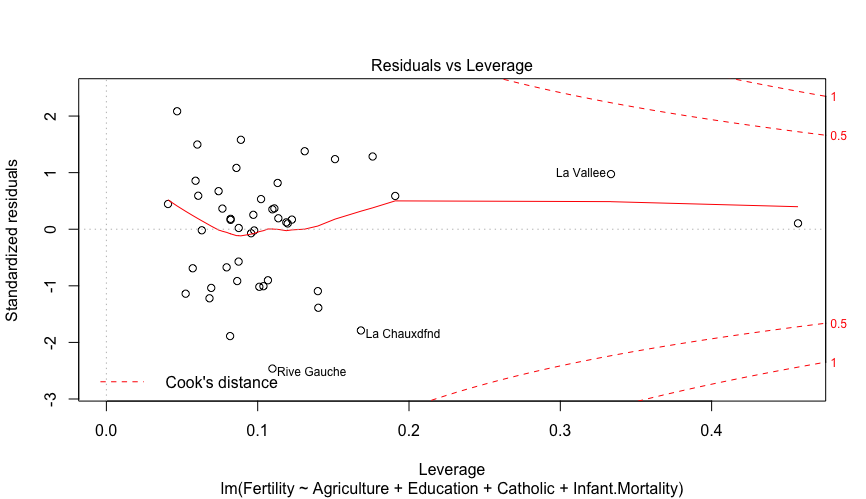 Residuals vs Leverage
Standardized residuals
2
1
0
-1
-2
-3
1
0.5
0.5
1
La Vallee
La Chauxdfnd
Rive Gauche
Cook's distance
0.0 0.1 0.2 0.3 0.4
Leverage
lm(Fertility ~ Agriculture + Education + Catholic + Infant.Mortality)